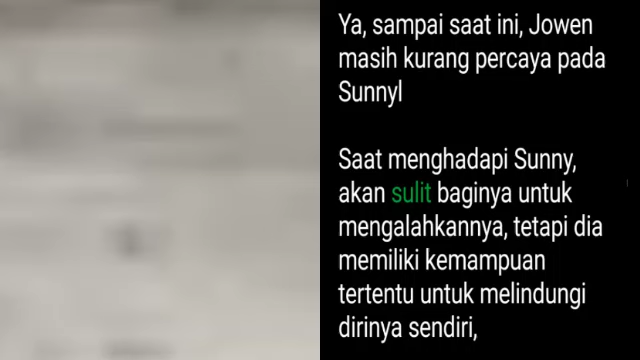 Ya, sampai saat ini, Jowen
masih kurang percaya pada
Sunnyl
Saat menghadapi Sunny,
akan sulit baginya untuk
mengalahkannya, tetapi dia
memiliki kemampuan
tertentu untuk melindungi
dirinya sendiri,